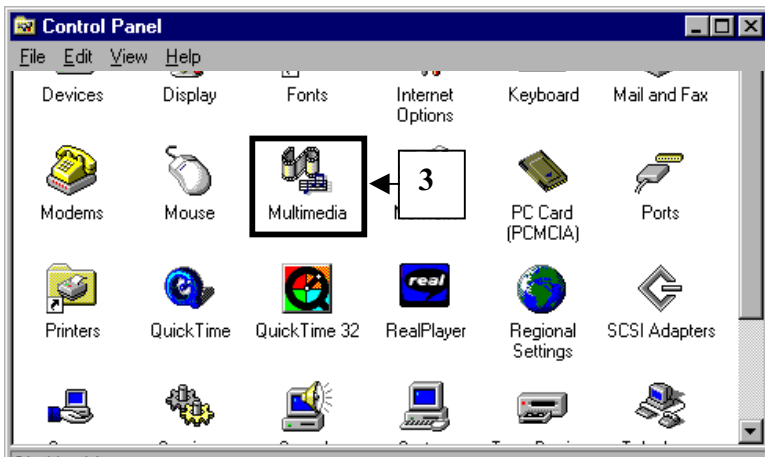 Control Panel
File Edit View Help
Devices Display Fonts Internet Options Keyboard Mail and Fax
Modems Mouse Multimedia 3 PC Card (PCMCIA) Ports
real
Printers QuickTime QuickTime 32 RealPlayer Regional Settings SCSI Adapters